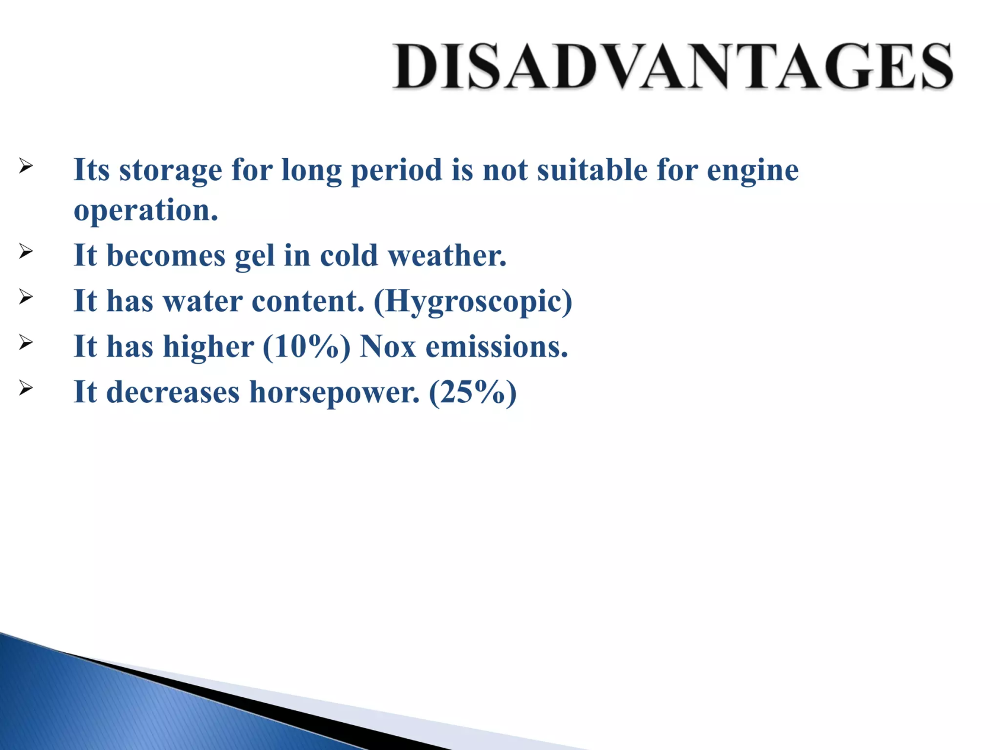 DISADVANTAGES
➢ Its storage for long period is not suitable for engine
operation.
➢ It becomes gel in cold weather.
➢ It has water content. (Hygroscopic)
➢ It has higher (10%) Nox emissions.
➢ It decreases horsepower. (25%)